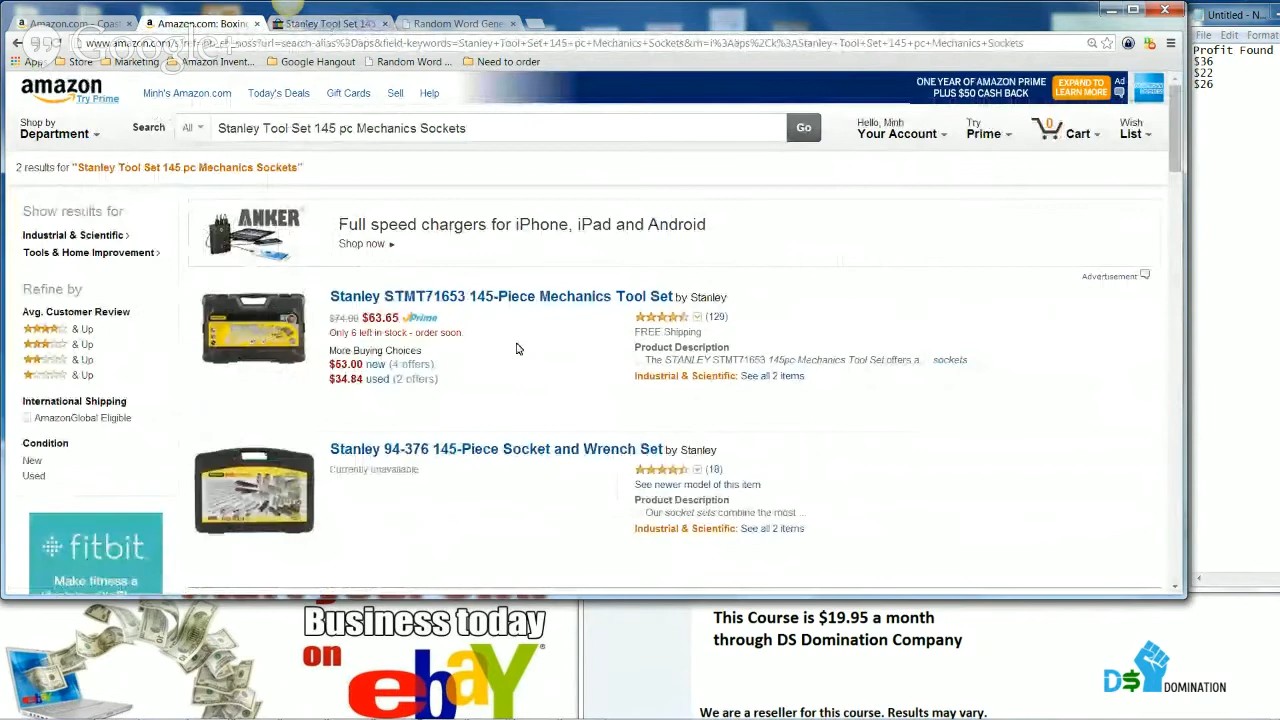 Amazon.com - Coast
Amazon.com: Boxing
Stanley Tool Set 145
Random Word Gene
Untitled - N
Google+
File Edit Format
Apps Store Marketing Amazon Invent... Google Hangout Random Word ... Need to order
Profit Found
$36
$22
$26
amazon
Try Prime
Minh's Amazon.com Today's Deals Gift Cards Sell Help
ONE YEAR OF AMAZON PRIME
PLUS $50 CASH BACK
EXPAND TO
LEARN MORE
Ad
Shop by
Department
Search
All
Stanley Tool Set 145 pc Mechanics Sockets
Go
Hello, Minh
Your Account
Try
Prime
0
Cart
Wish
List
2 results for "Stanley Tool Set 145 pc Mechanics Sockets"
Show results for
Industrial & Scientific
Tools & Home Improvement
Refine by
Avg. Customer Review
& Up
& Up
& Up
& Up
International Shipping
AmazonGlobal Eligible
Condition
New
Used
fitbit
Make fitness a
ANKER
Full speed chargers for iPhone, iPad and Android
Shop now
Advertisement
Stanley STMT71653 145-Piece Mechanics Tool Set by Stanley
$74.99 $63.65 Prime
Only 6 left in stock - order soon.
More Buying Choices
$53.00 new (4 offers)
$34.84 used (2 offers)
(129)
FREE Shipping
Product Description
The STANLEY STMT71653 145pc Mechanics Tool Set offers a ... sockets
Industrial & Scientific: See all 2 items
Stanley 94-376 145-Piece Socket and Wrench Set by Stanley
Currently unavailable
(18)
See newer model of this item
Product Description
Our socket sets combine the most ...
Industrial & Scientific: See all 2 items
Business today
on ebay
This Course is $19.95 a month
through DS Domination Company
D$ DOMINATION
We are a reseller for this course. Results may vary.